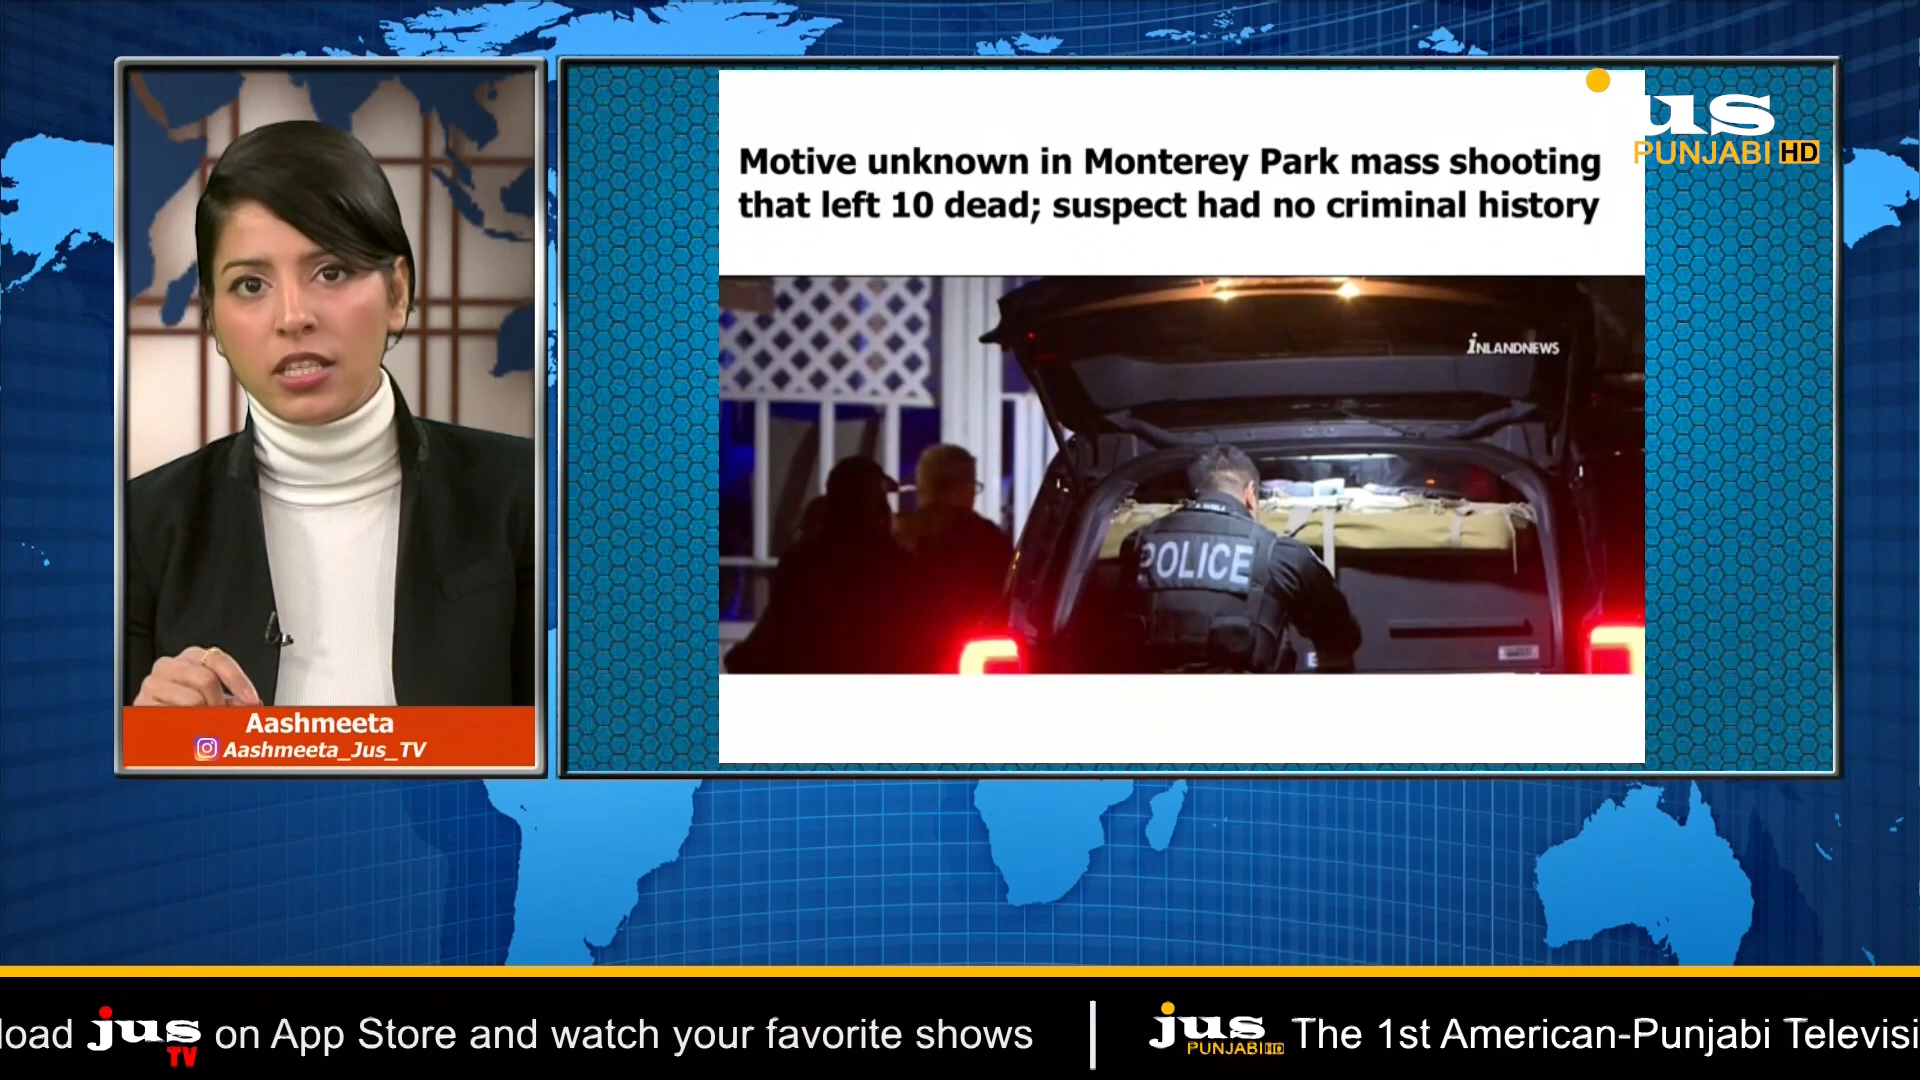 jus
PUNJABI HD
Motive unknown in Monterey Park mass shooting
that left 10 dead; suspect had no criminal history
INLANDNEWS
POLICE
Aashmeeta
Aashmeeta_Jus_TV
load jus TV on App Store and watch your favorite shows | jus PUNJABI HD The 1st American-Punjabi Televisi